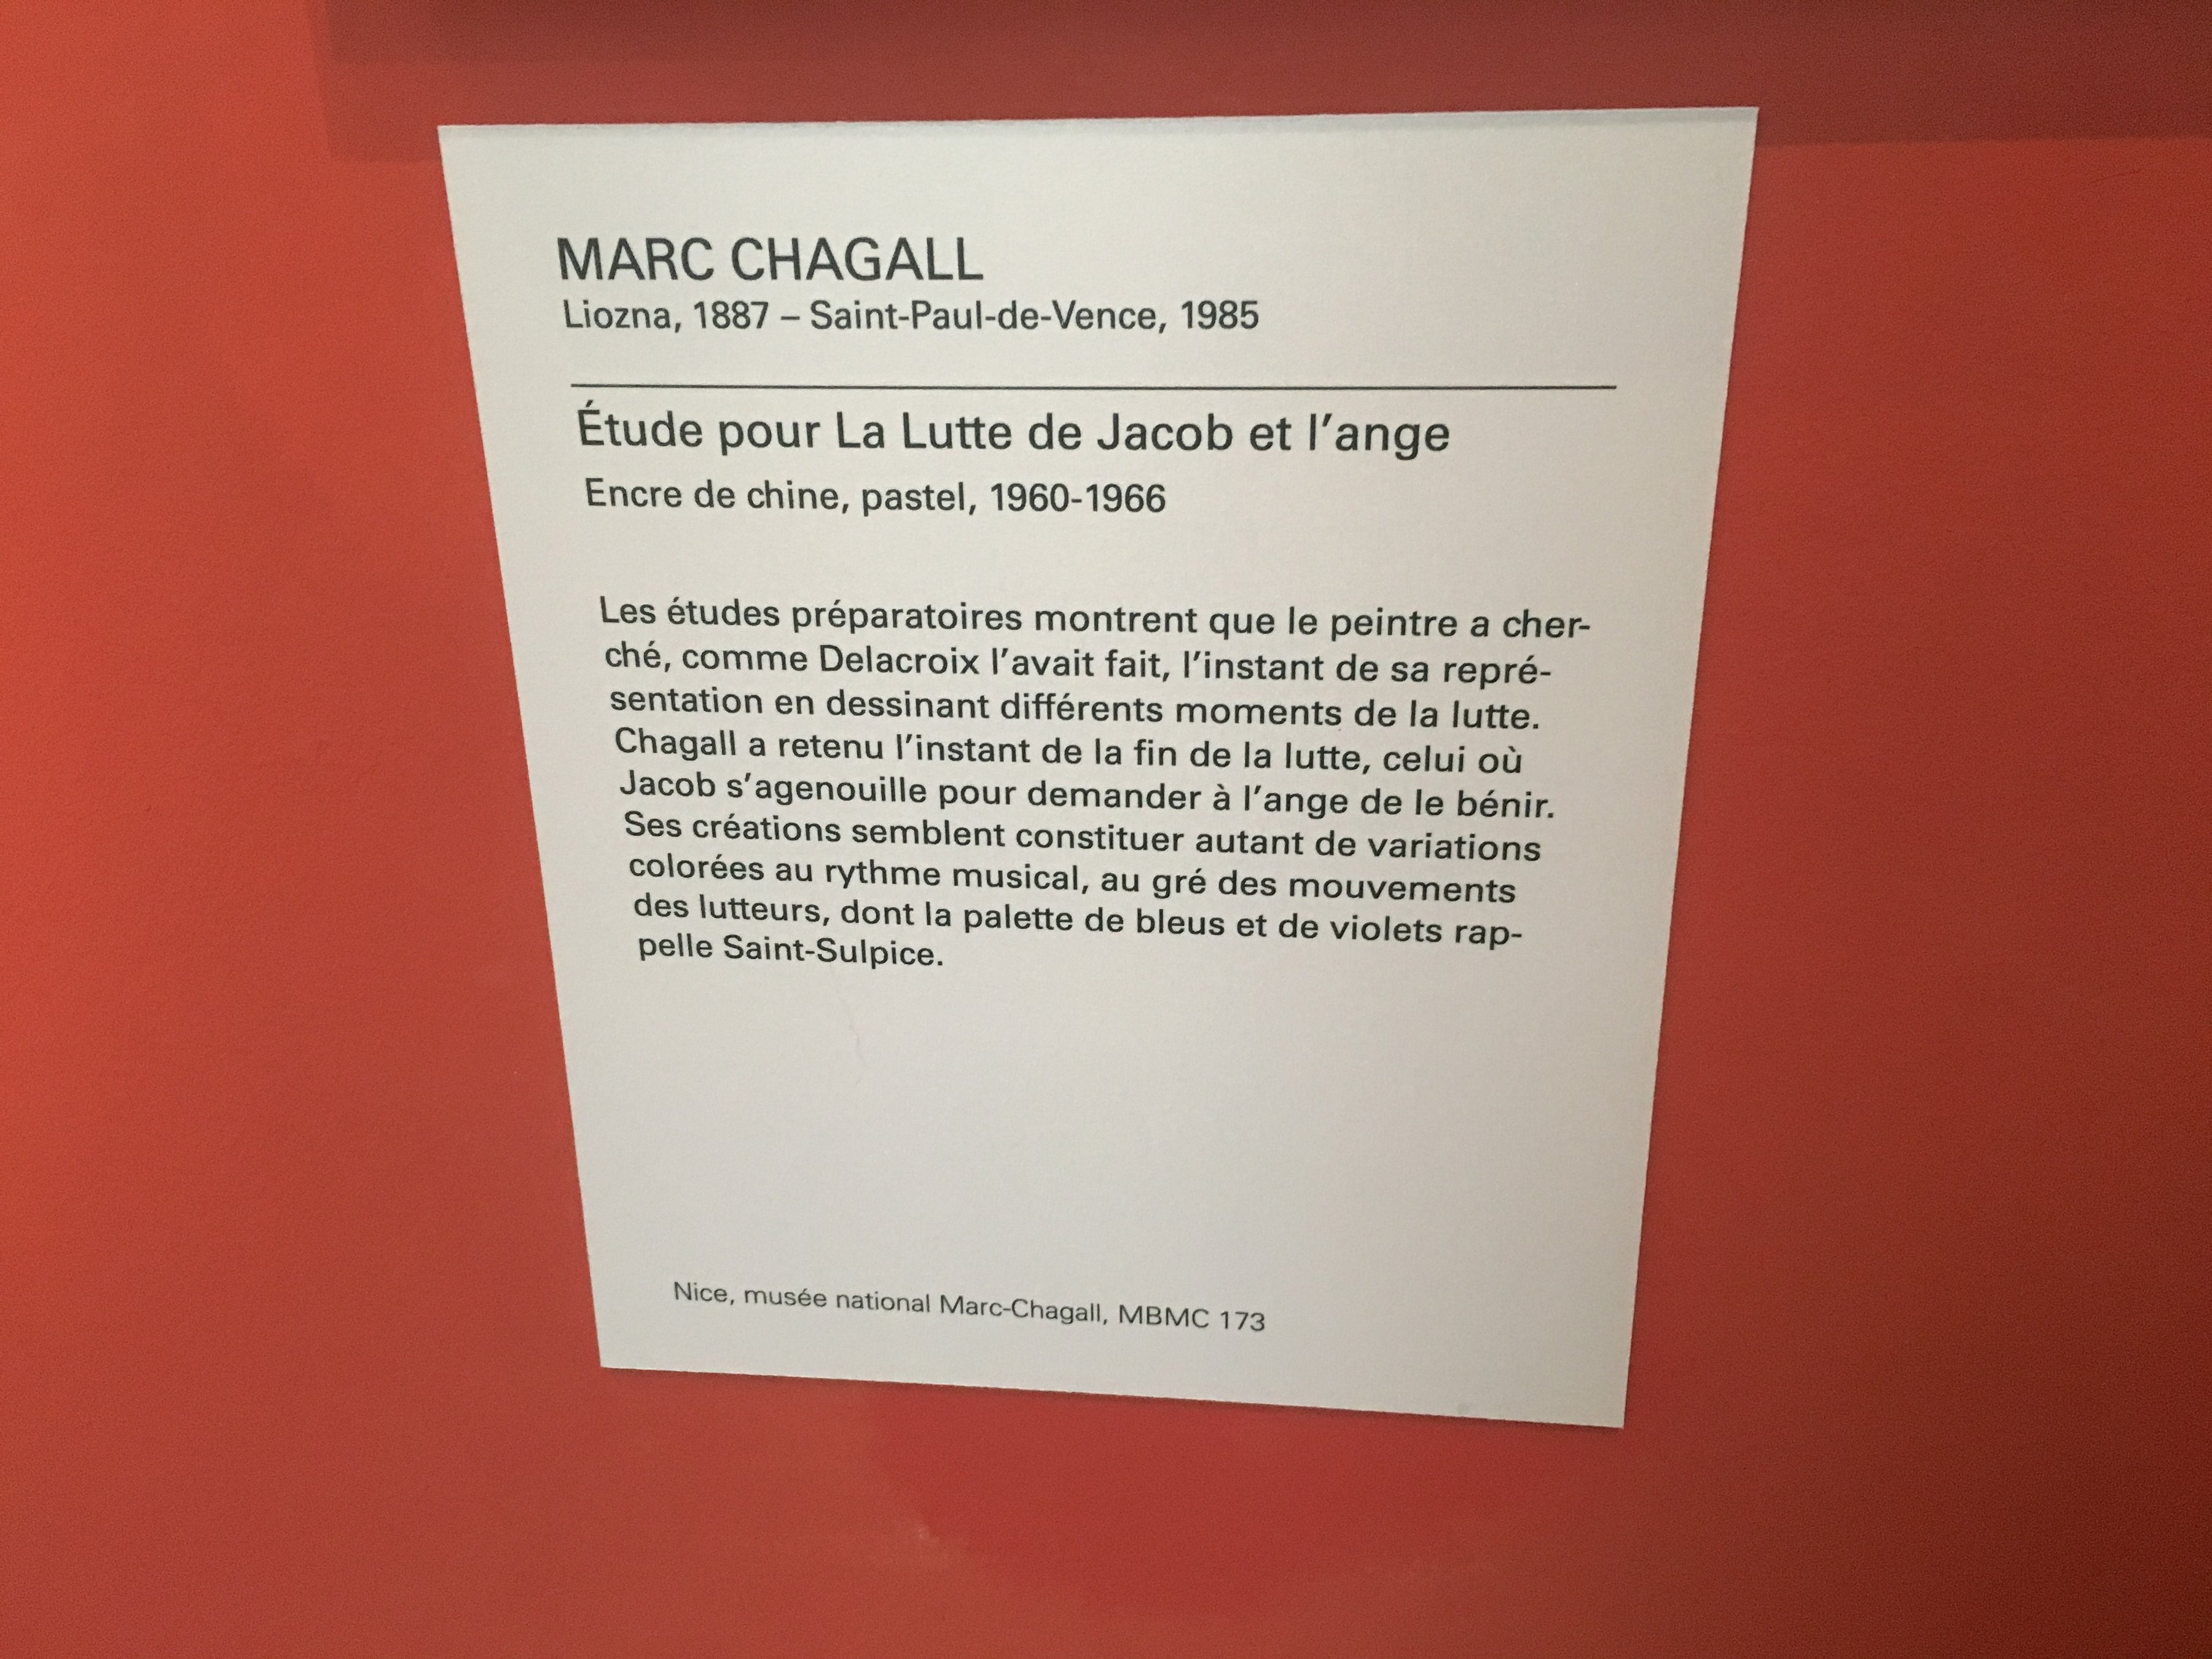 MARC CHAGALL
Liozna, 1887 – Saint-Paul-de-Vence, 1985
Étude pour La Lutte de Jacob et l’ange
Encre de chine, pastel, 1960-1966
Les études préparatoires montrent que le peintre a cher-
ché, comme Delacroix l’avait fait, l’instant de sa repré-
sentation en dessinant différents moments de la lutte.
Chagall a retenu l’instant de la fin de la lutte, celui où
Jacob s’agenouille pour demander à l’ange de le bénir.
Ses créations semblent constituer autant de variations
colorées au rythme musical, au gré des mouvements
des lutteurs, dont la palette de bleus et de violets rap-
pelle Saint-Sulpice.
Nice, musée national Marc-Chagall, MBMC 173